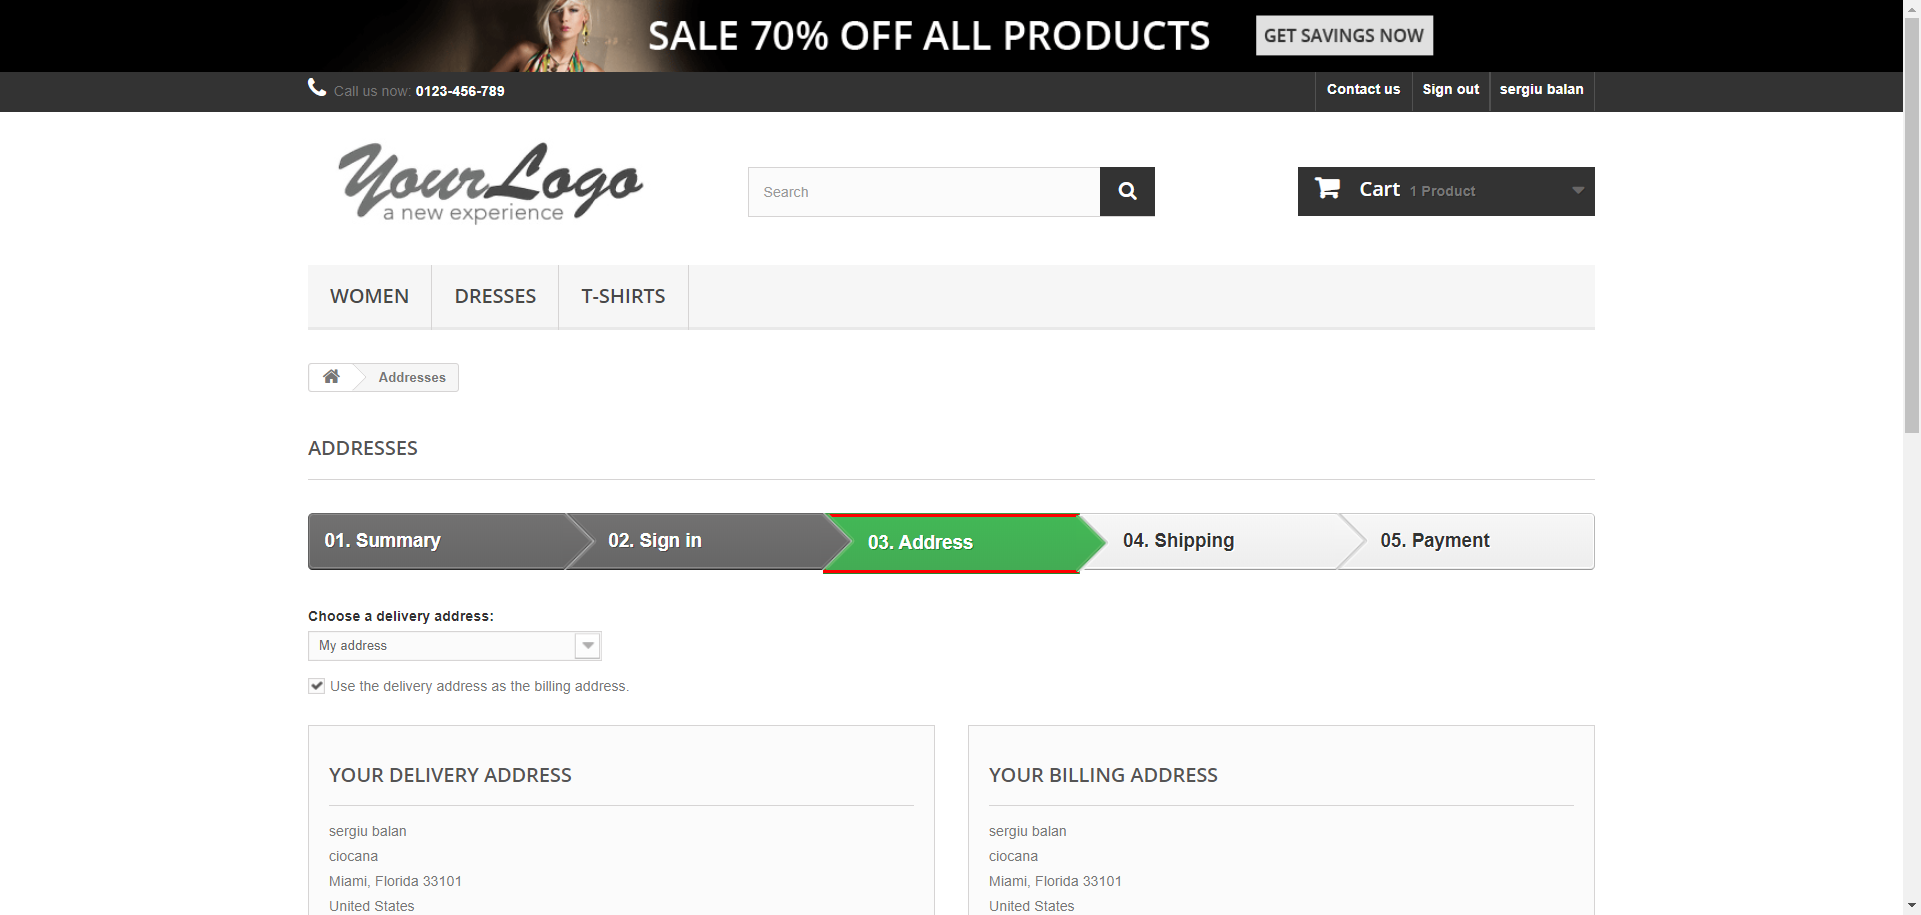 SALE 70% OFF ALL PRODUCTS GET SAVINGS NOW
Call us now: 0123-456-789 Contact us Sign out sergiu balan
YourLogo
a new experience
Search
Cart 1 Product
WOMEN DRESSES T-SHIRTS
Addresses
ADDRESSES
01. Summary 02. Sign in 03. Address 04. Shipping 05. Payment
Choose a delivery address:
My address
Use the delivery address as the billing address.
YOUR DELIVERY ADDRESS
sergiu balan
ciocana
Miami, Florida 33101
United States
YOUR BILLING ADDRESS
sergiu balan
ciocana
Miami, Florida 33101
United States